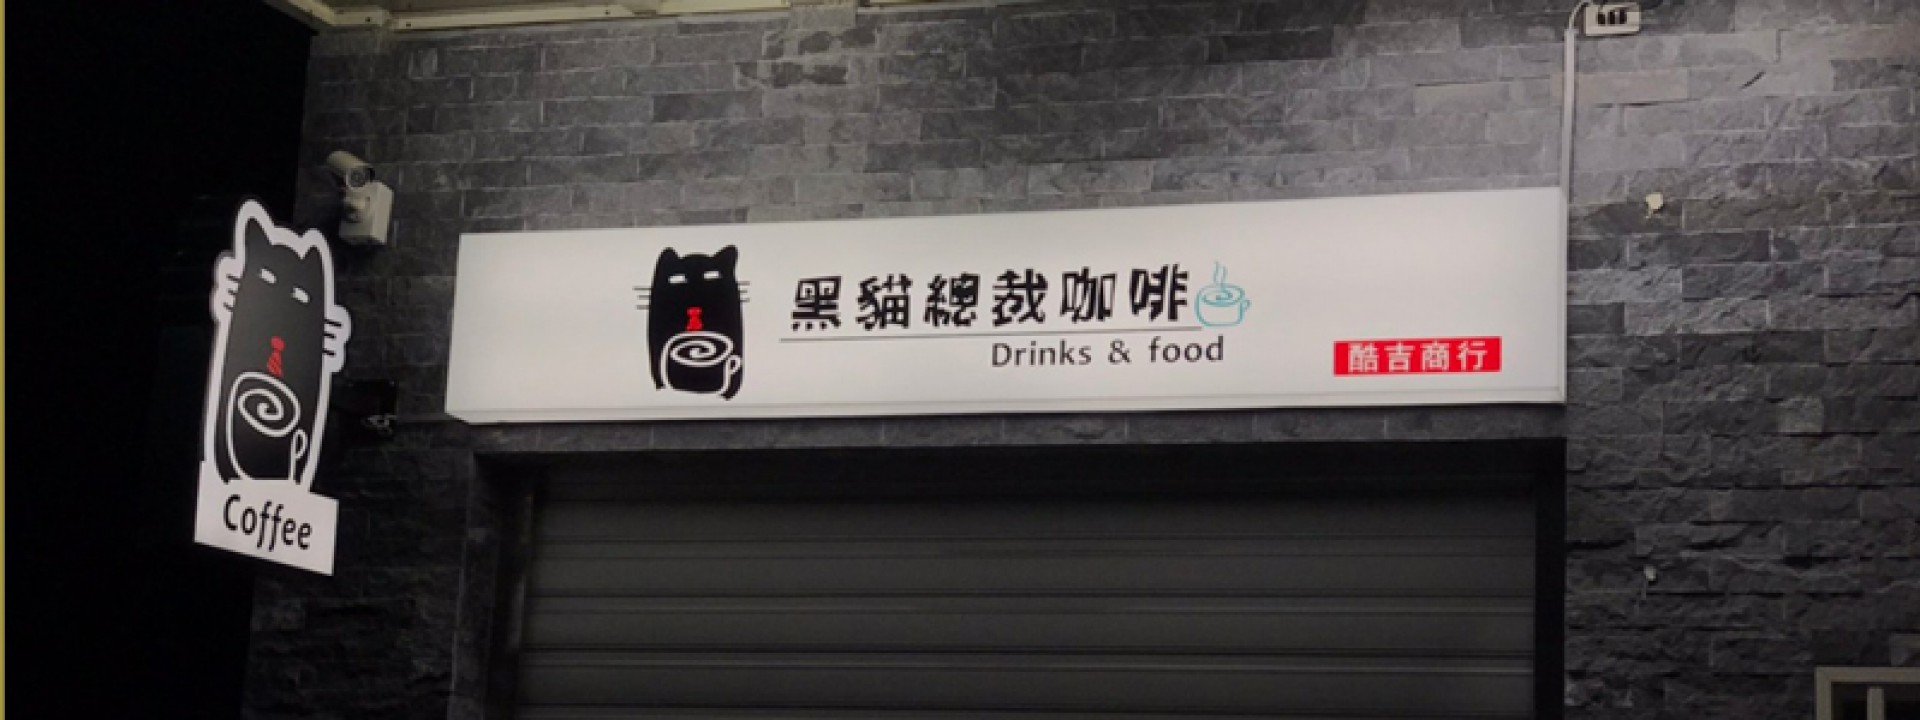 Coffee
黑貓總裁咖啡
Drinks & food
酷吉商行